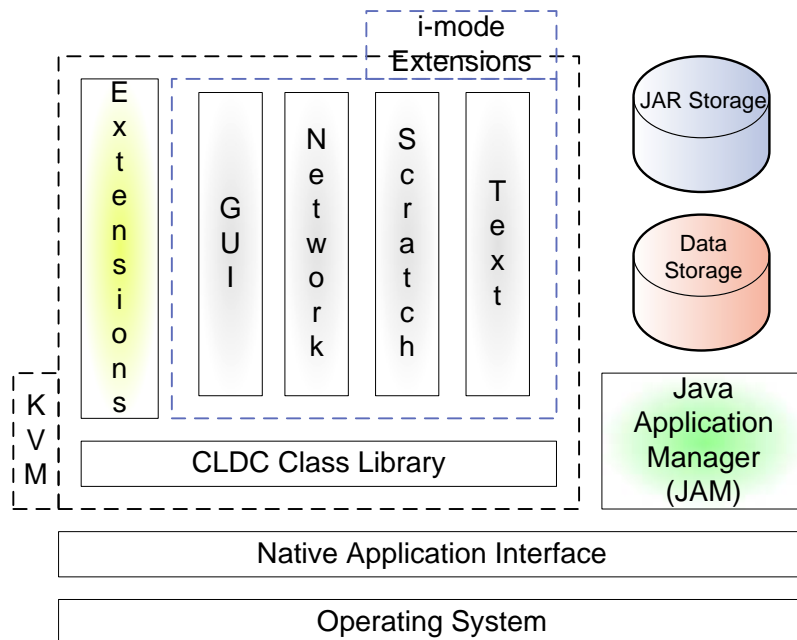 i-mode
Extensions
Extensions
GUI
Network
Scratch
Text
JAR Storage
Data
Storage
KVM
CLDC Class Library
Java
Application
Manager
(JAM)
Native Application Interface
Operating System